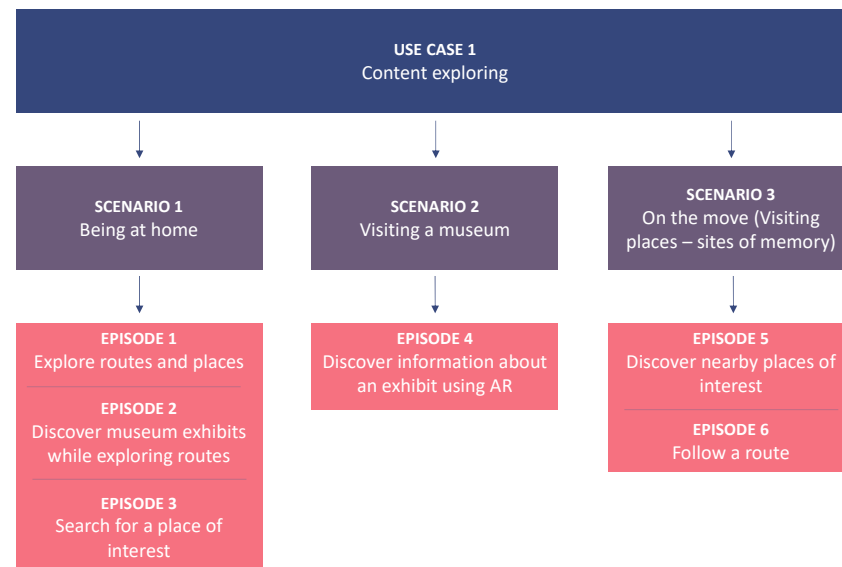 USE CASE 1
Content exploring
SCENARIO 1
Being at home
SCENARIO 2
Visiting a museum
SCENARIO 3
On the move (Visiting
places – sites of memory)
EPISODE 1
Explore routes and places
EPISODE 2
Discover museum exhibits
while exploring routes
EPISODE 3
Search for a place of
interest
EPISODE 4
Discover information about
an exhibit using AR
EPISODE 5
Discover nearby places of
interest
EPISODE 6
Follow a route